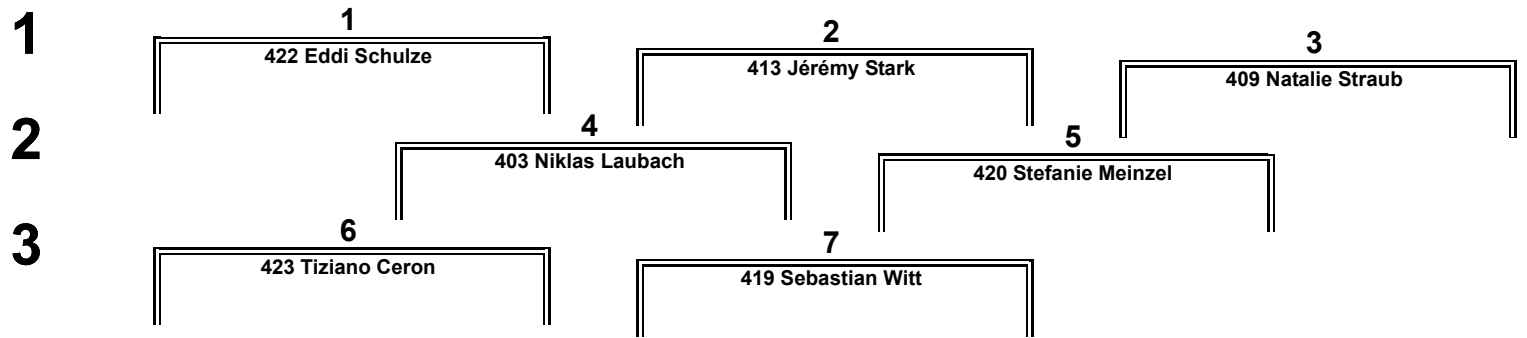 1
1
422 Eddi Schulze
2
413 Jérémy Stark
3
409 Natalie Straub
2
4
403 Niklas Laubach
5
420 Stefanie Meinzel
3
6
423 Tiziano Ceron
7
419 Sebastian Witt